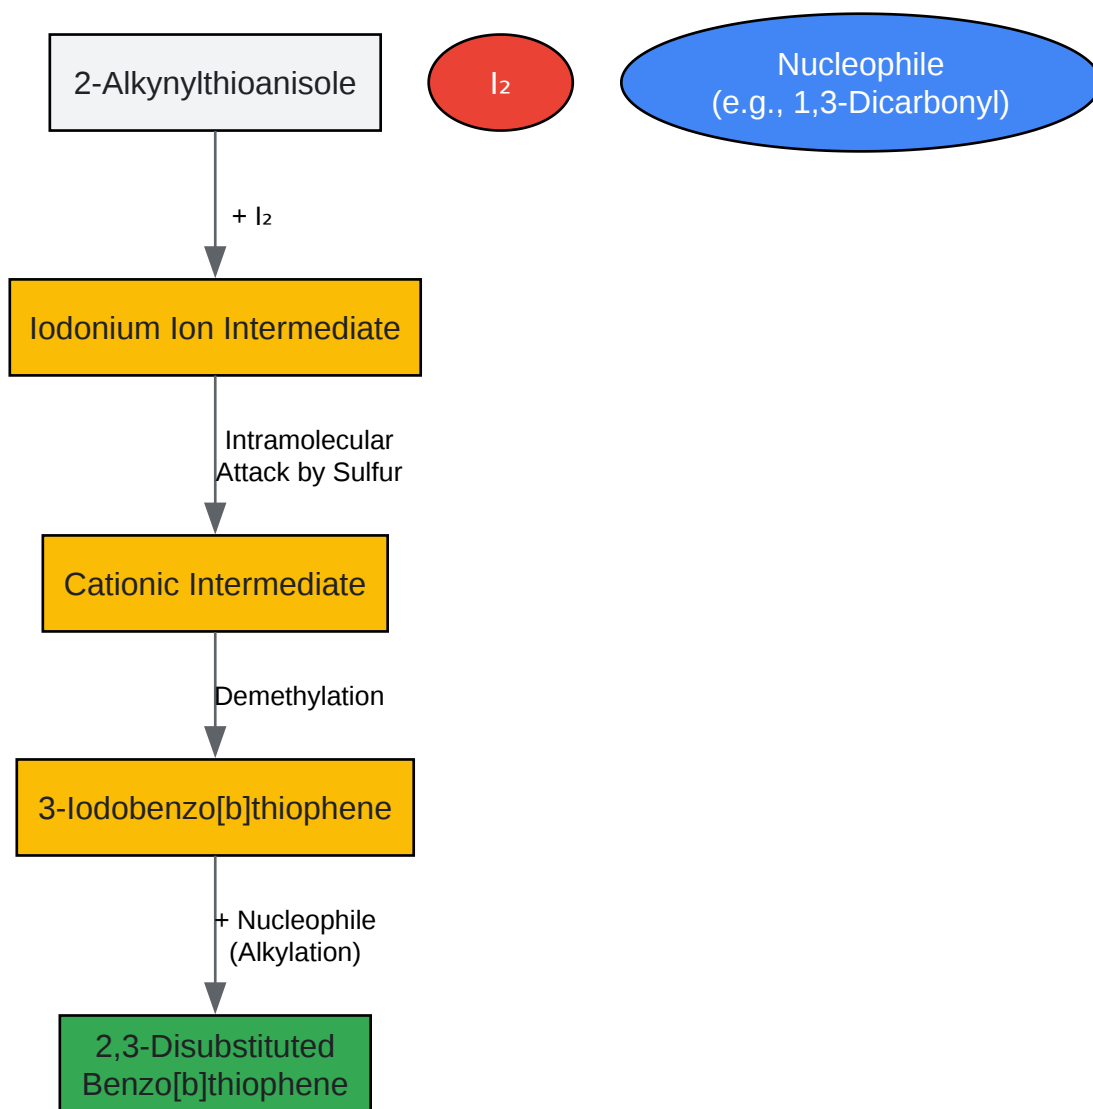 2-Alkynylthioanisole
I₂
Nucleophile
(e.g., 1,3-Dicarbonyl)
+ I₂
Iodonium Ion Intermediate
Intramolecular
Attack by Sulfur
Cationic Intermediate
Demethylation
3-Iodobenzo[b]thiophene
+ Nucleophile
(Alkylation)
2,3-Disubstituted
Benzo[b]thiophene